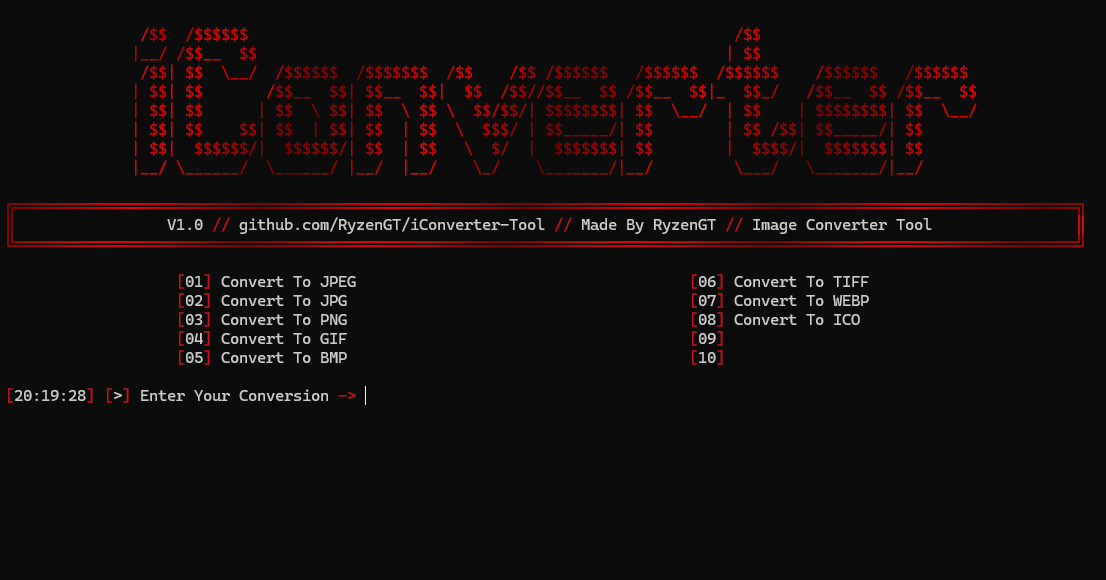 iConverter
V1.0 // github.com/RyzenGT/iConverter-Tool // Made By RyzenGT // Image Converter Tool
[01] Convert To JPEG
[02] Convert To JPG
[03] Convert To PNG
[04] Convert To GIF
[05] Convert To BMP
[06] Convert To TIFF
[07] Convert To WEBP
[08] Convert To ICO
[09]
[10]
[20:19:28] [>] Enter Your Conversion ->